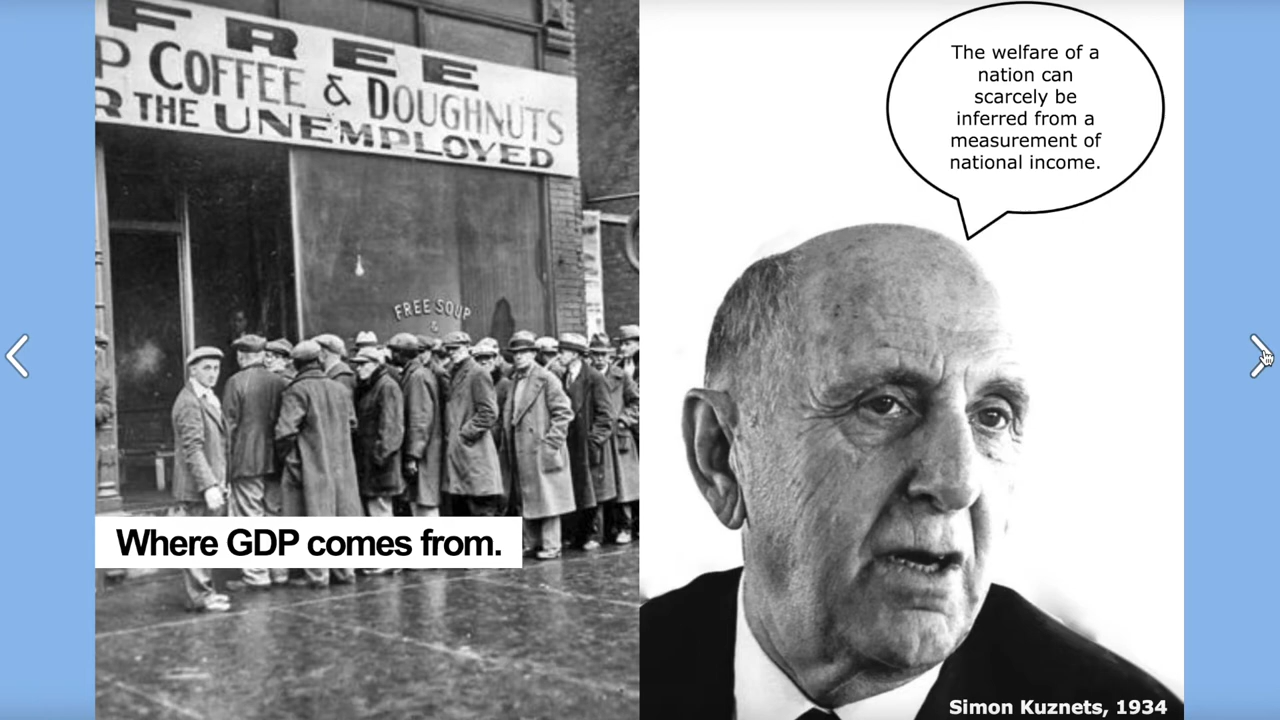 FREE
P COFFEE & DOUGHNUTS
R THE UNEMPLOYED
FREE SOUP
&
Where GDP comes from.
The welfare of a
nation can
scarcely be
inferred from a
measurement of
national income.
Simon Kuznets, 1934